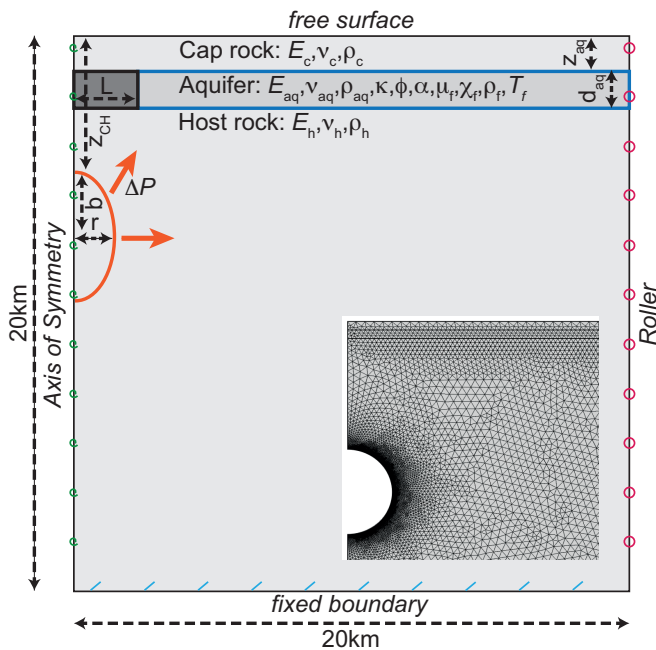 free surface
Cap rock: E_c,ν_c,ρ_c
z_aq
L
Aquifer: E_aq,ν_aq,ρ_aq,κ,ϕ,α,μ_f,χ_f,ρ_f,T_f
d_aq
z_CH
Host rock: E_h,ν_h,ρ_h
ΔP
b
r
20km
Axis of Symmetry
Roller
fixed boundary
20km